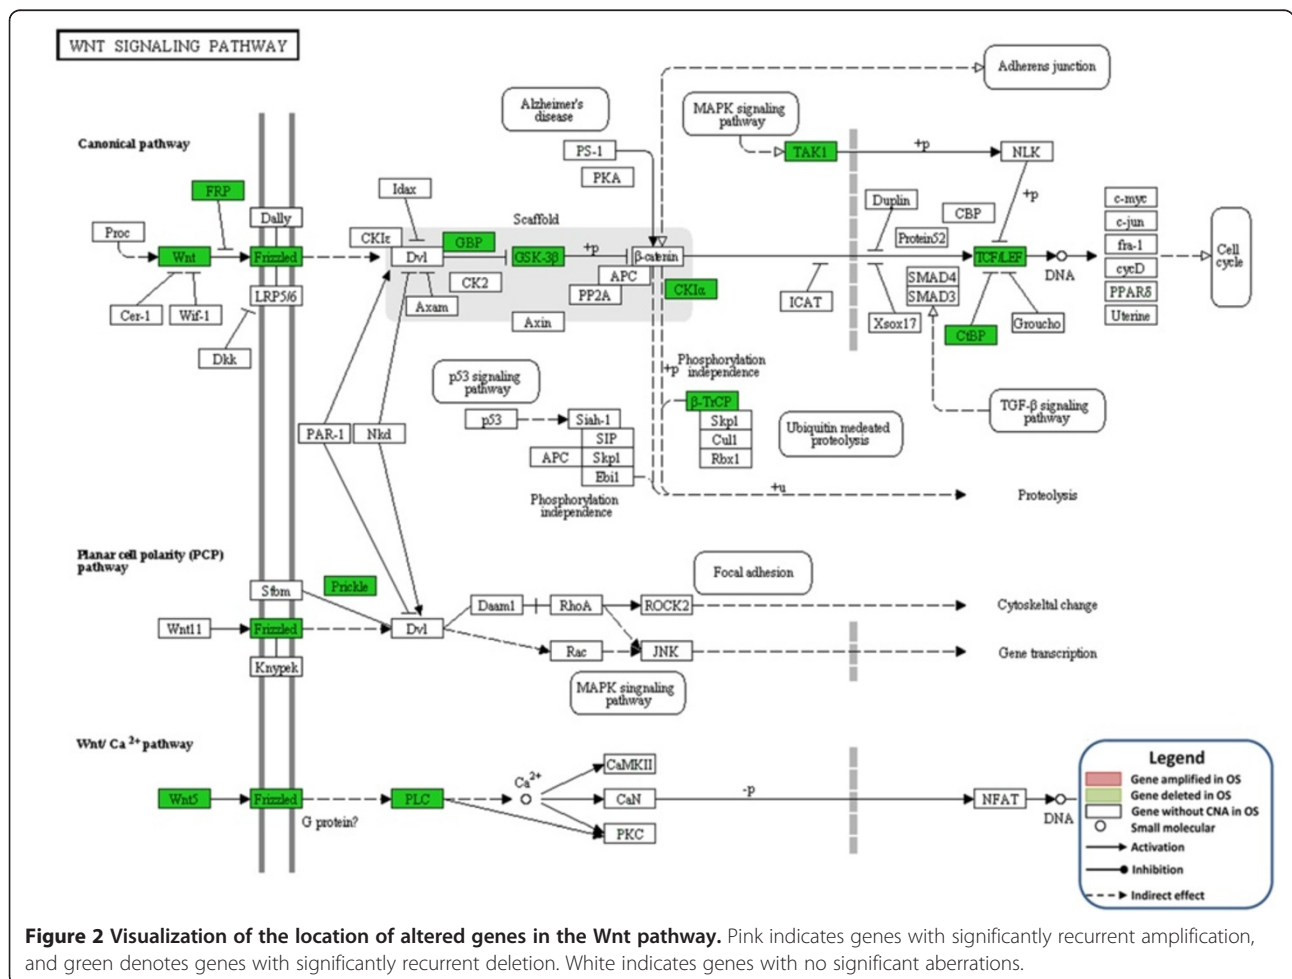 WNT SIGNALING PATHWAY
Adherens junction
Alzheimer's
disease
MAPK signaling
pathway
Canonical pathway
PS-1
TAK1
+p
NLK
PKA
FRP
Idax
Duplin
+p
c-myc
Dally
Scaffold
CBP
c-jun
Proc
CKIε
GBP
Protein52
fra-1
Wnt
Frizzled
Dvl
GSK-3β
+p
β-catenin
TCF/LEF
DNA
Cell
cycle
cycD
CK2
APC
SMAD4
LRP5/6
PP2A
CKIα
SMAD3
PPARδ
Axam
ICAT
Cer-1
Wif-1
Axin
Xsox17
Groucho
Uterine
CtBP
Dkk
Phosphorylation
independence
+p
p53 signaling
pathway
β-TrCP
TGF-β signaling
pathway
p53
Siah-1
Skp1
Ubiquitin medeated
proteolysis
PAR-1
Nkd
SIP
Cul1
APC
Skp1
Rbx1
Ebi1
+u
Proteolysis
Phosphorylation
independence
Planar cell polarity (PCP)
pathway
Focal adhesion
Stbm
Prickle
Daam1
RhoA
ROCK2
Cytoskeltal change
Wnt11
Frizzled
Dvl
Rac
JNK
Gene transcription
Knypek
MAPK singnaling
pathway
Wnt/ Ca 2+ pathway
CaMKII
Ca2+
Wnt5
Frizzled
PLC
CaN
-p
NFAT
DNA
G protein?
PKC
Legend
Gene amplified in OS
Gene deleted in OS
Gene without CNA in OS
Small molecular
Activation
Inhibition
Indirect effect
Figure 2 Visualization of the location of altered genes in the Wnt pathway. Pink indicates genes with significantly recurrent amplification,
and green denotes genes with significantly recurrent deletion. White indicates genes with no significant aberrations.